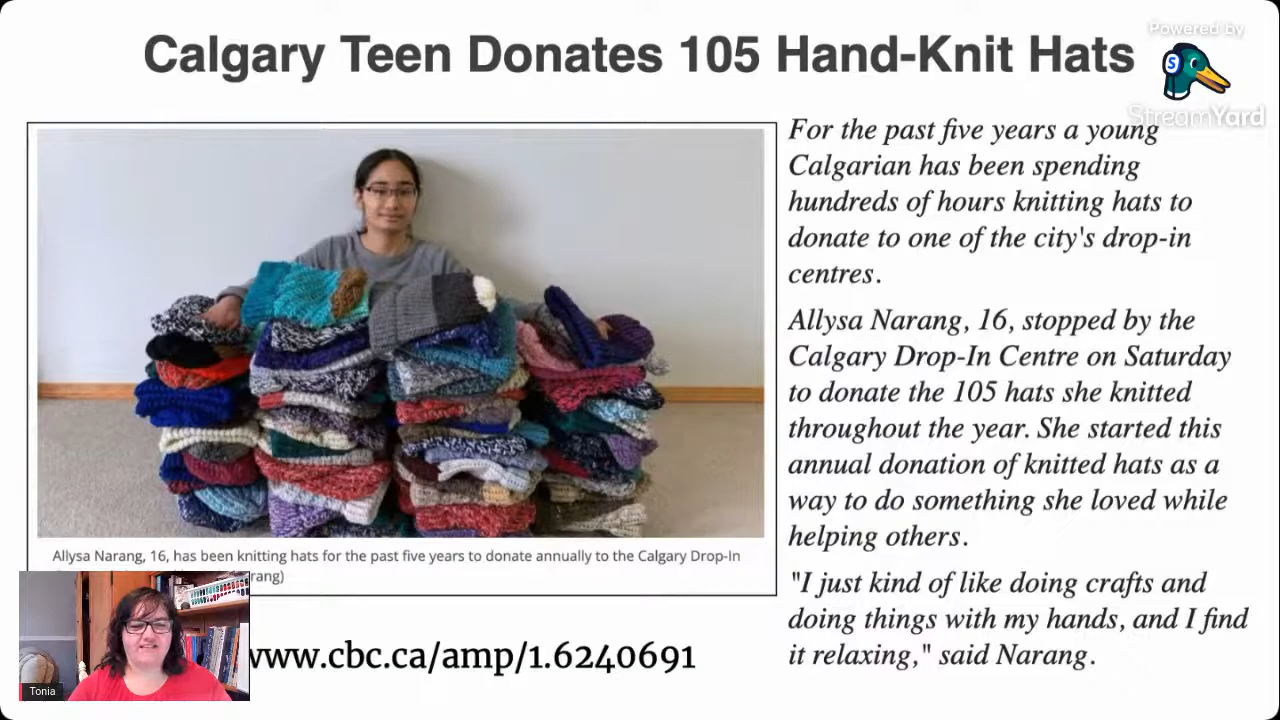 Calgary Teen Donates 105 Hand-Knit Hats
Powered by
S
StreamYard
For the past five years a young
Calgarian has been spending
hundreds of hours knitting hats to
donate to one of the city's drop-in
centres.
Allysa Narang, 16, stopped by the
Calgary Drop-In Centre on Saturday
to donate the 105 hats she knitted
throughout the year. She started this
annual donation of knitted hats as a
way to do something she loved while
helping others.
"I just kind of like doing crafts and
doing things with my hands, and I find
it relaxing," said Narang.
Allysa Narang, 16, has been knitting hats for the past five years to donate annually to the Calgary Drop-In
rang)
www.cbc.ca/amp/1.6240691
Tonia